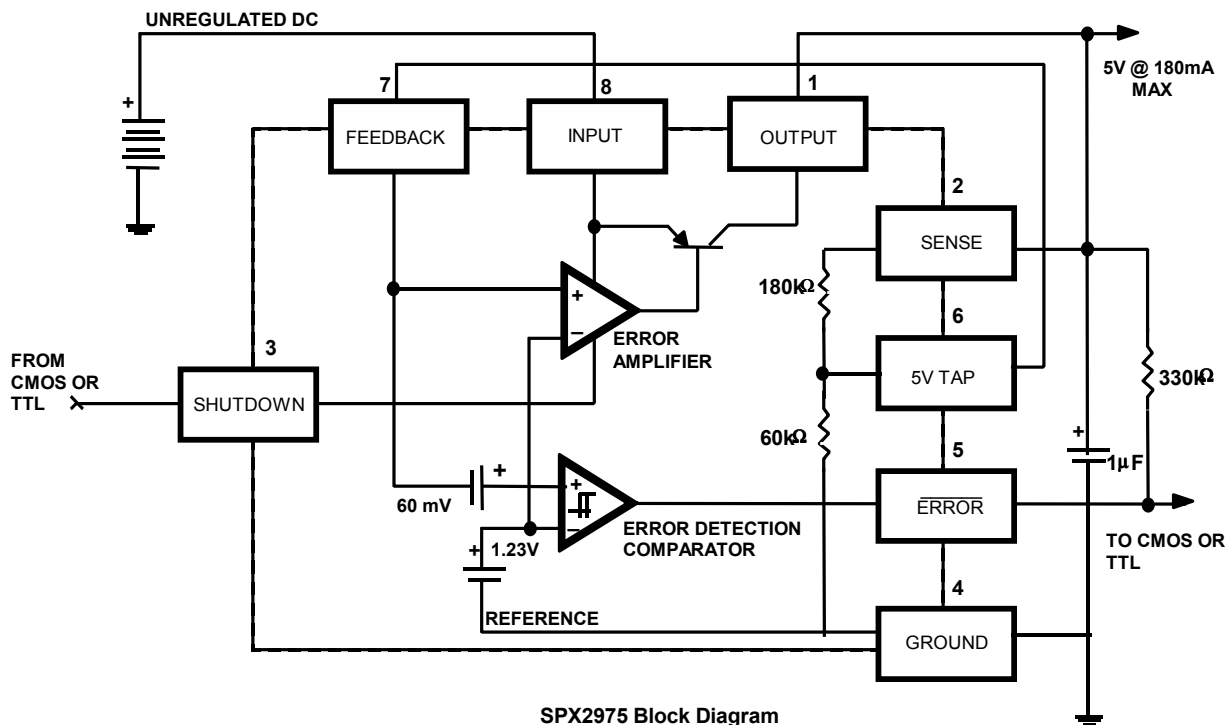 UNREGULATED DC
5V @ 180mA
MAX
7
8
1
FEEDBACK
INPUT
OUTPUT
2
SENSE
180kΩ
+
–
ERROR
AMPLIFIER
6
5V TAP
330kΩ
FROM
CMOS OR
TTL
3
SHUTDOWN
60kΩ
5
+
1µF
60 mV
+
+
–
ERROR
ERROR DETECTION
COMPARATOR
TO CMOS OR
TTL
+
1.23V
4
REFERENCE
GROUND
+
SPX2975 Block Diagram